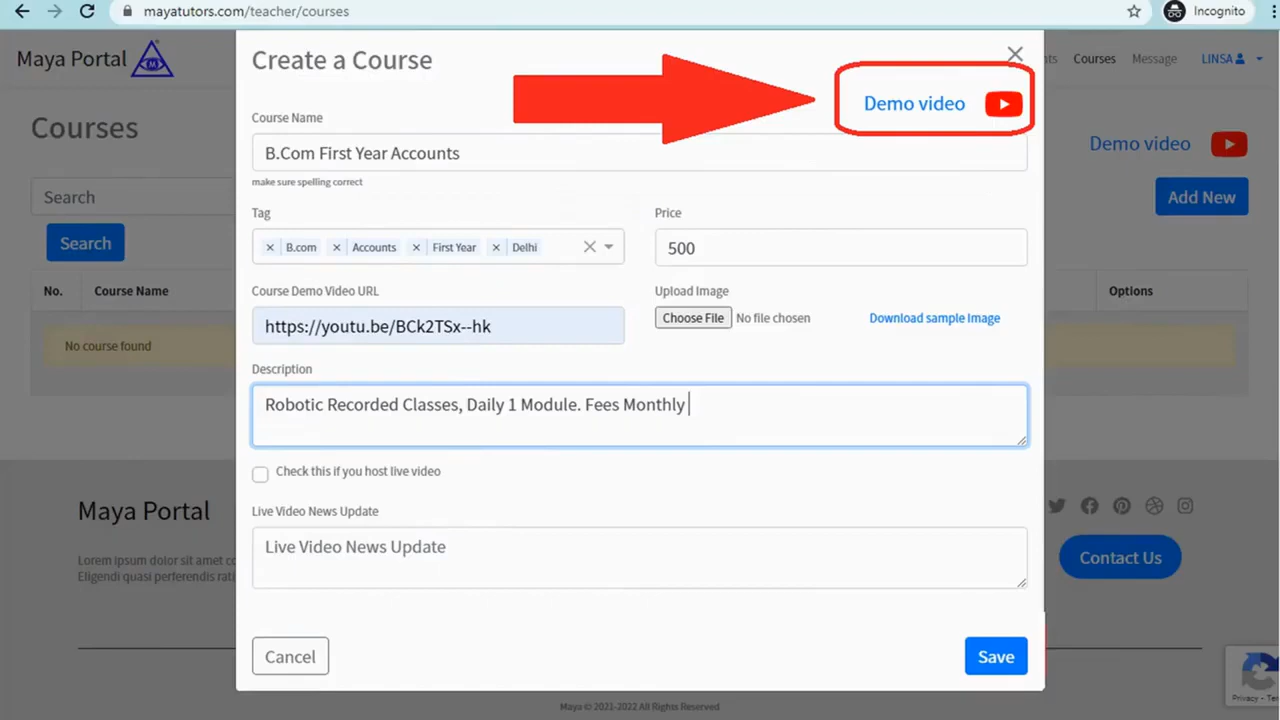 mayatutors.com/teacher/courses
Incognito
Maya Portal
M
Create a Course
nts Courses Message LINSA
Demo video
Courses
Course Name
B.Com First Year Accounts
make sure spelling correct
Demo video
Search
Add New
Tag
Price
B.com Accounts First Year Delhi
500
Search
Course Demo Video URL
Upload Image
No. Course Name
Options
https://youtu.be/BCk2TSx--hk
Choose File No file chosen
Download sample Image
No course found
Description
Robotic Recorded Classes, Daily 1 Module. Fees Monthly
Check this if you host live video
Maya Portal
Live Video News Update
Live Video News Update
Lorem ipsum dolor sit amet co
Eligendi quasi perferendis rati
Contact Us
Cancel
Save
Privacy - Te
Maya © 2021-2022 All Rights Reserved